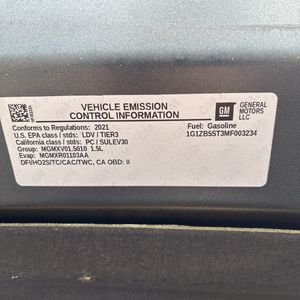 VEHICLE EMISSION
CONTROL INFORMATION
GM
GENERAL
MOTORS LLC
Conforms to Regulations: 2021
U.S. EPA class / stds: LDV / TIER3
California class / stds: PC / SULEV30
Group: MGMXV01.5010 1.5L
Evap: MGMXR01103AA
DFI/HO2S/TC/CAC/TWC, CA OBD: II
Fuel: Gasoline
1G1ZB5ST3MF003234